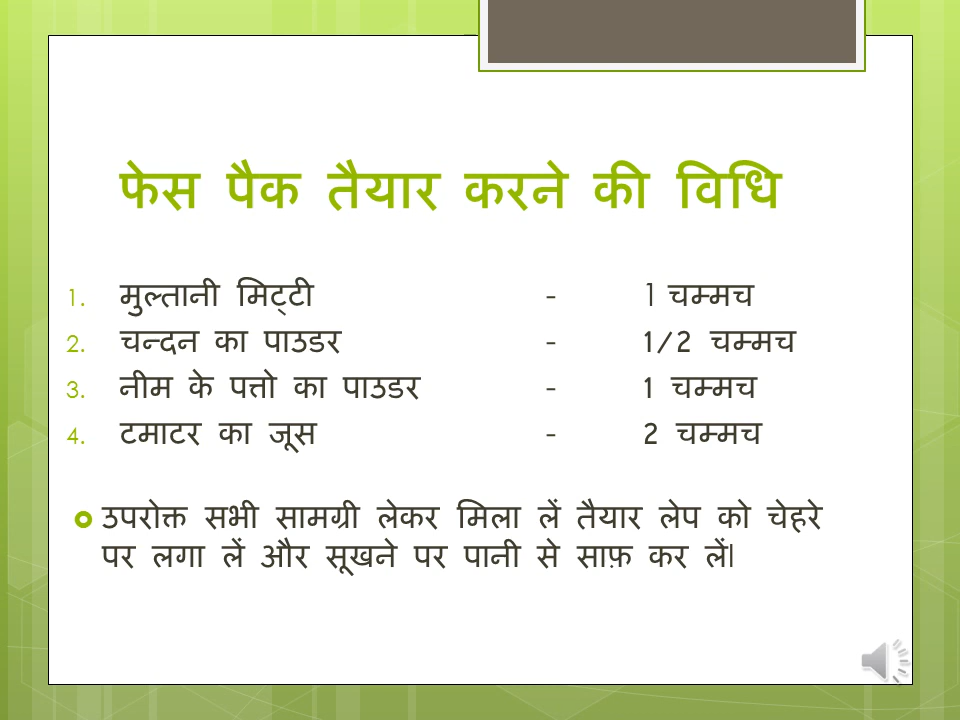 फेस पैक तैयार करने की विधि
1. मुल्तानी मिट्टी - 1 चम्मच
2. चन्दन का पाउडर - 1/2 चम्मच
3. नीम के पत्तो का पाउडर - 1 चम्मच
4. टमाटर का जूस - 2 चम्मच
उपरोक्त सभी सामग्री लेकर मिला लें तैयार लेप को चेहरे
पर लगा लें और सूखने पर पानी से साफ़ कर लें|